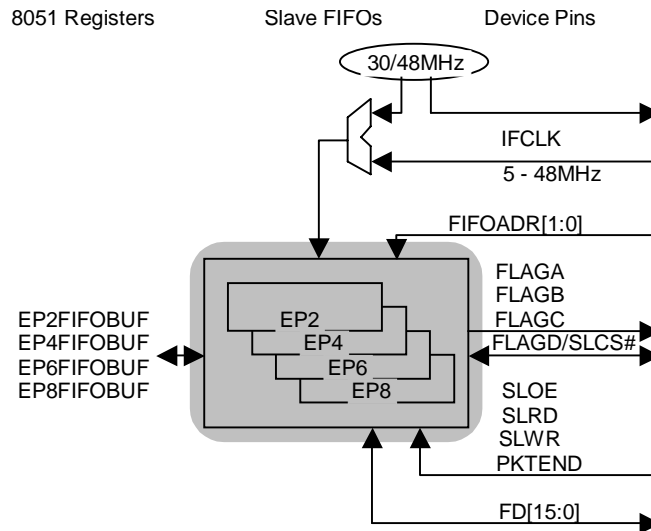 8051 Registers
Slave FIFOs
Device Pins
30/48MHz
IFCLK
5 - 48MHz
FIFOADR[1:0]
FLAGA
FLAGB
FLAGC
FLAGD/SLCS#
EP2FIFOBUF
EP4FIFOBUF
EP6FIFOBUF
EP8FIFOBUF
EP2
EP4
EP6
EP8
SLOE
SLRD
SLWR
PKTEND
FD[15:0]